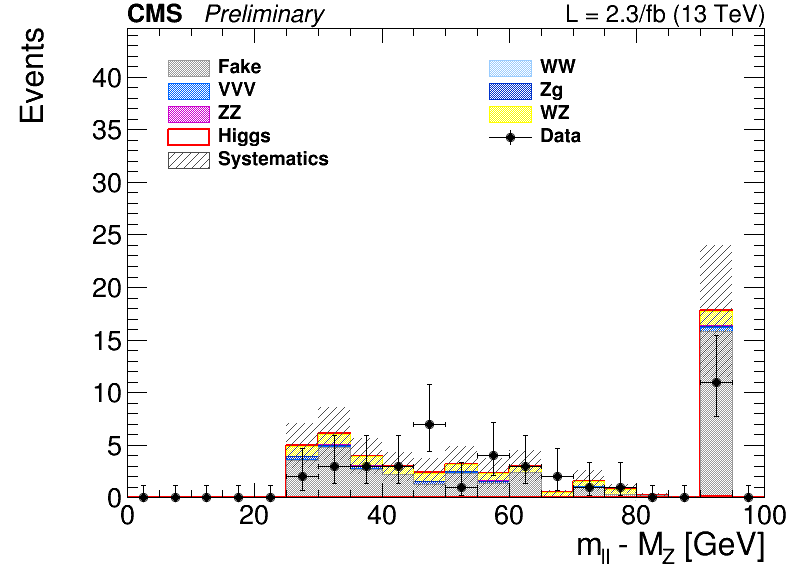 CMS Preliminary L = 2.3/fb (13 TeV)
Events
40
35
30
25
20
15
10
5
0
Fake WW
VVV Zg
ZZ WZ
Higgs Data
Systematics
0 20 40 60 80 100
m_ll - M_Z [GeV]